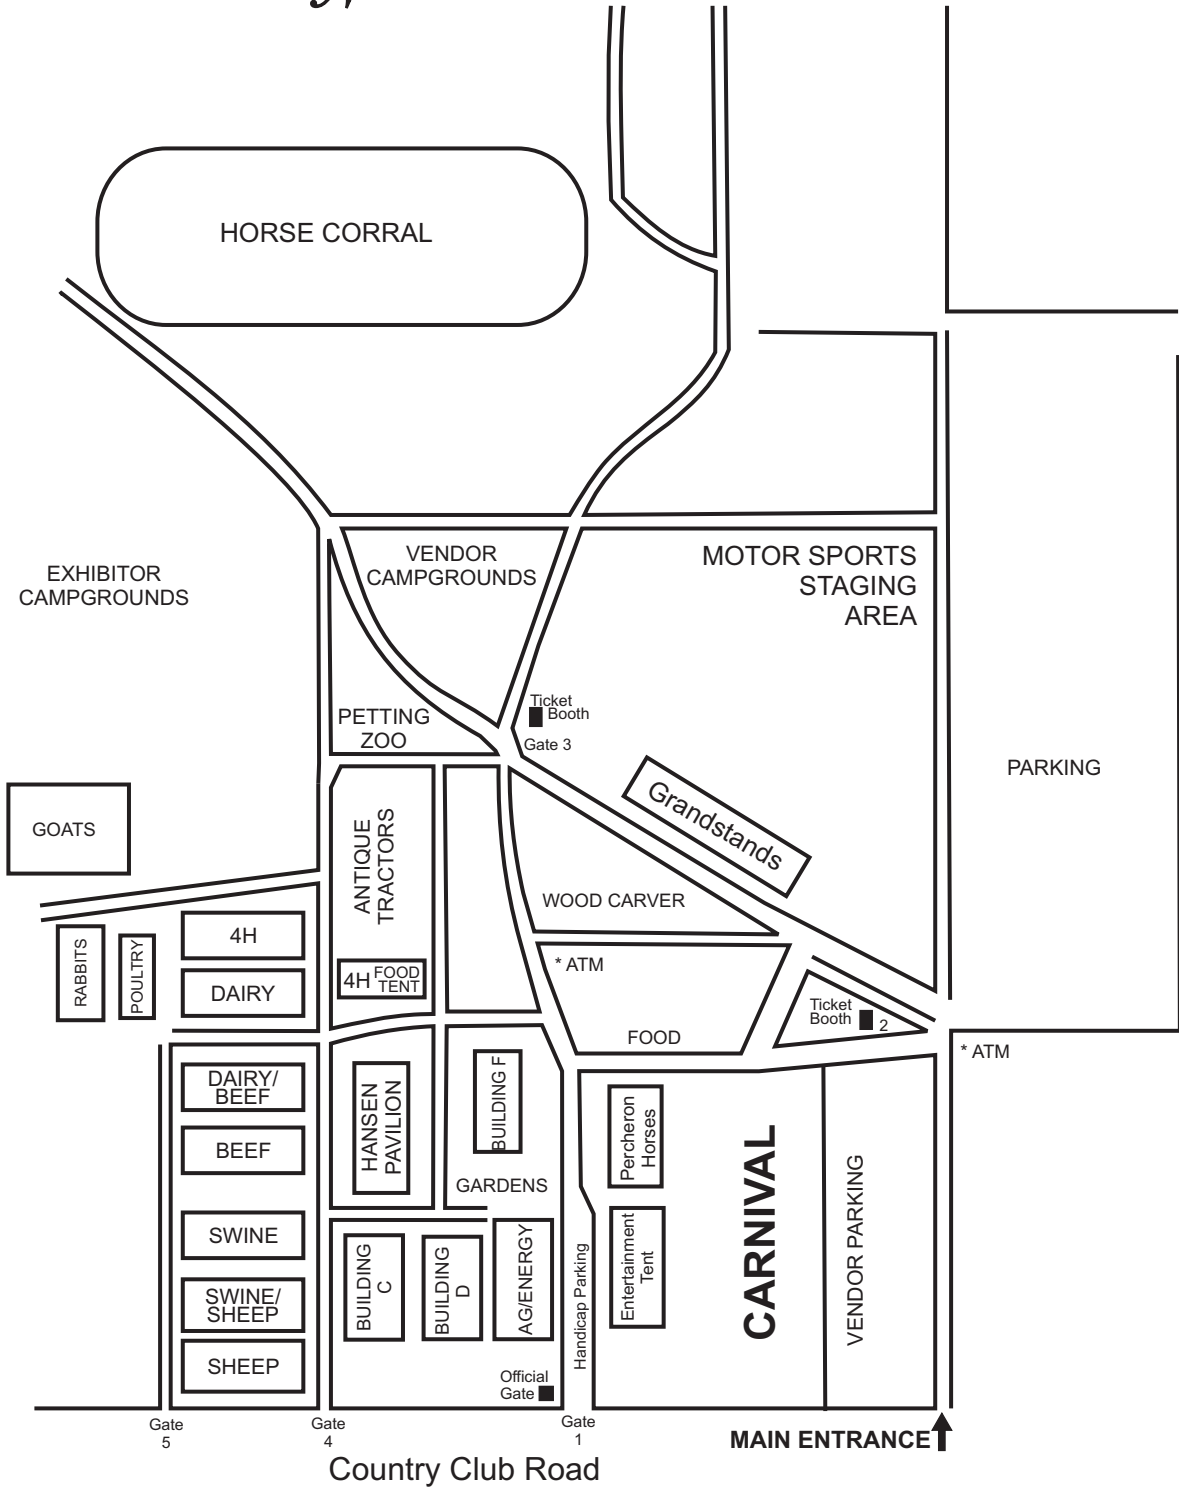 HORSE CORRAL
VENDOR
CAMPGROUNDS
MOTOR SPORTS
STAGING
AREA
EXHIBITOR
CAMPGROUNDS
Ticket
Booth
Gate 3
PETTING
ZOO
PARKING
Grandstands
GOATS
ANTIQUE
TRACTORS
WOOD CARVER
4H
RABBITS
POULTRY
DAIRY
4H FOOD
TENT
* ATM
Ticket
Booth 2
FOOD
* ATM
DAIRY/
BEEF
HANSEN
PAVILION
BUILDING F
Percheron
Horses
BEEF
GARDENS
CARNIVAL
VENDOR PARKING
SWINE
BUILDING
C
BUILDING
D
AG/ENERGY
Handicap Parking
Entertainment
Tent
SWINE/
SHEEP
SHEEP
Official
Gate
Gate
5
Gate
4
Gate
1
MAIN ENTRANCE
Country Club Road